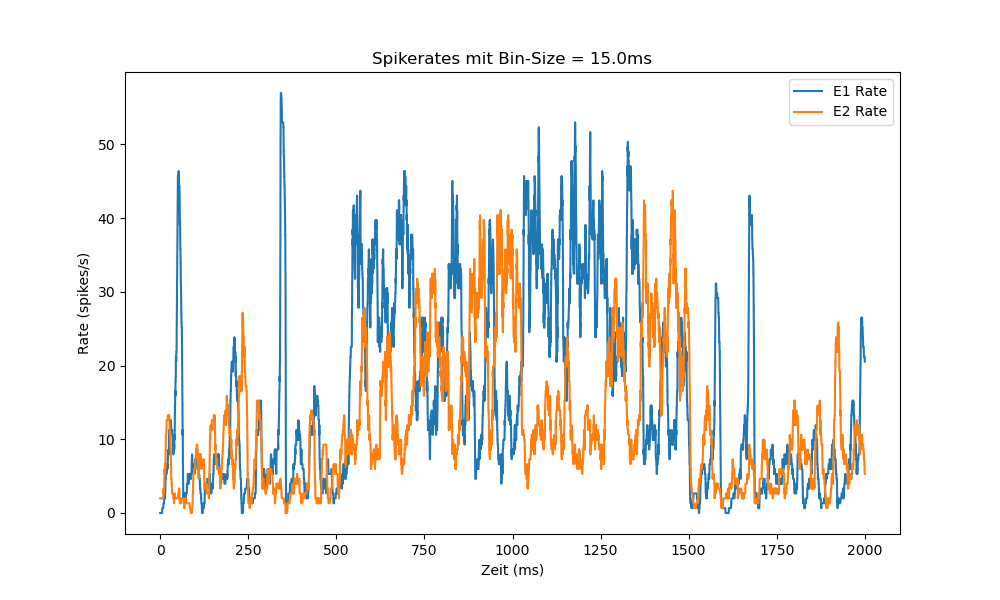 Spikerates mit Bin-Size = 15.0ms
E1 Rate
E2 Rate
Rate (spikes/s)
50
40
30
20
10
0
0 250 500 750 1000 1250 1500 1750 2000
Zeit (ms)